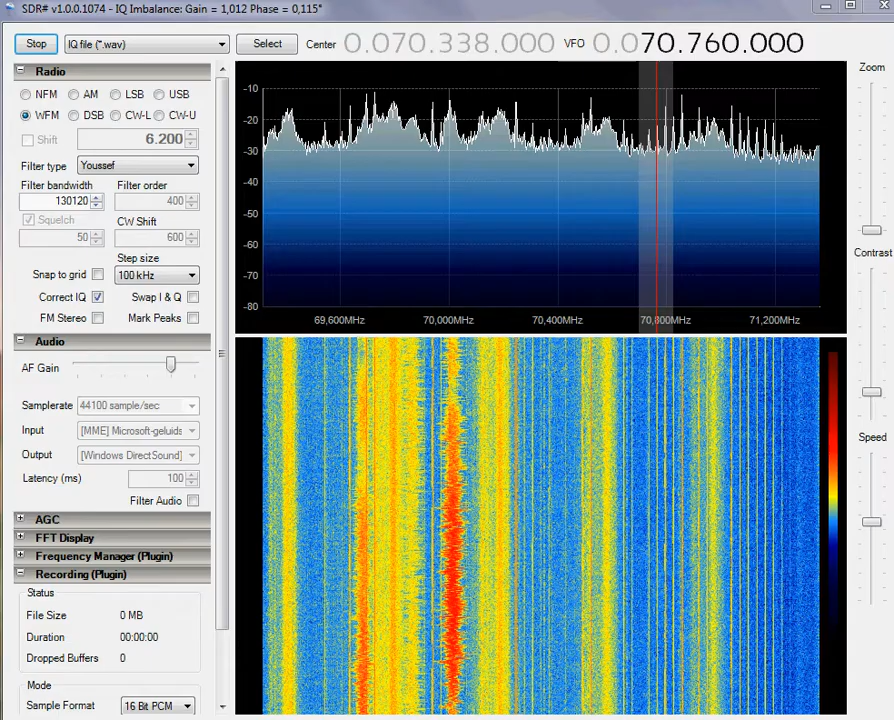 SDR# v1.0.0.1074 - IQ Imbalance: Gain = 1,012 Phase = 0,115°
Stop IQ file (*.wav) Select Center 0.070.338.000 VFO 0.070.760.000
Zoom
Radio
NFM AM LSB USB
WFM DSB CW-L CW-U
Shift 6.200
Filter type Youssef
Filter bandwidth Filter order
130120 400
Squelch CW Shift
50 600
Step size
Snap to grid 100 kHz
Correct IQ Swap I & Q
FM Stereo Mark Peaks
-10
-20
-30
-40
-50
-60
-70
-80
69,600MHz 70,000MHz 70,400MHz 70,800MHz 71,200MHz
Contrast
Speed
Audio
AF Gain
Samplerate 44100 sample/sec
Input [MME] Microsoft-geluids
Output [Windows DirectSound]
Latency (ms) 100
Filter Audio
AGC
FFT Display
Frequency Manager (Plugin)
Recording (Plugin)
Status
File Size 0 MB
Duration 00:00:00
Dropped Buffers 0
Mode
Sample Format 16 Bit PCM